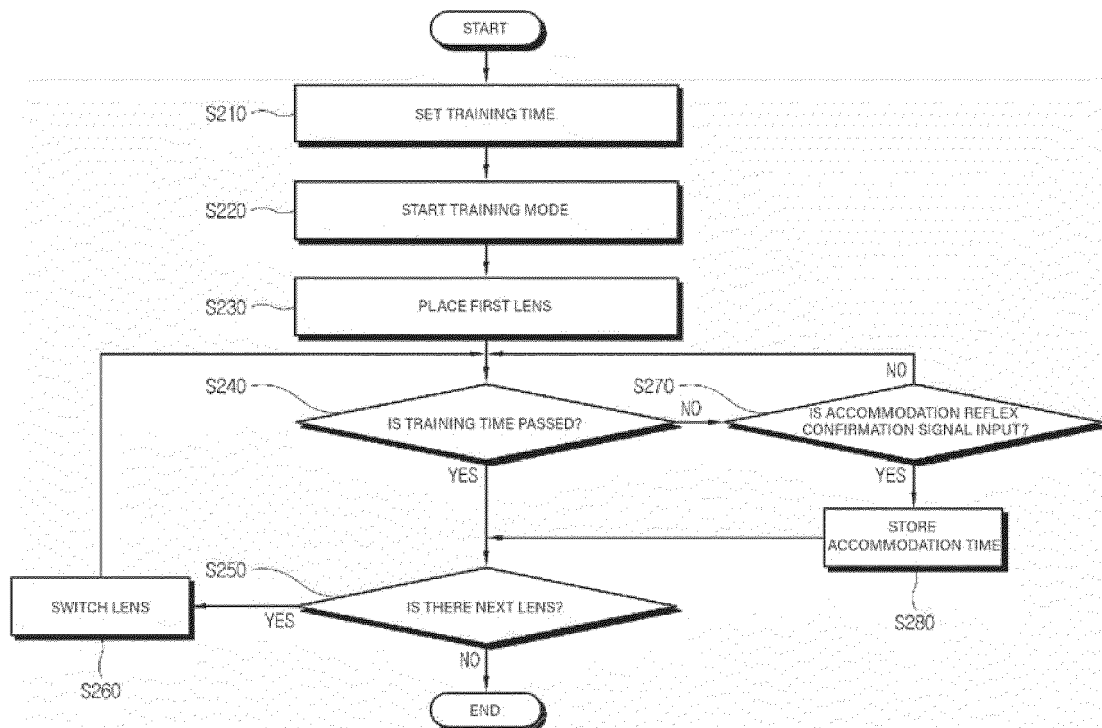 START
S210
SET TRAINING TIME
S220
START TRAINING MODE
S230
PLACE FIRST LENS
S240
IS TRAINING TIME PASSED?
NO
YES
S270
NO
IS ACCOMMODATION REFLEX
CONFIRMATION SIGNAL INPUT?
YES
STORE
ACCOMMODATION TIME
S280
S250
IS THERE NEXT LENS?
YES
NO
SWITCH LENS
S260
END